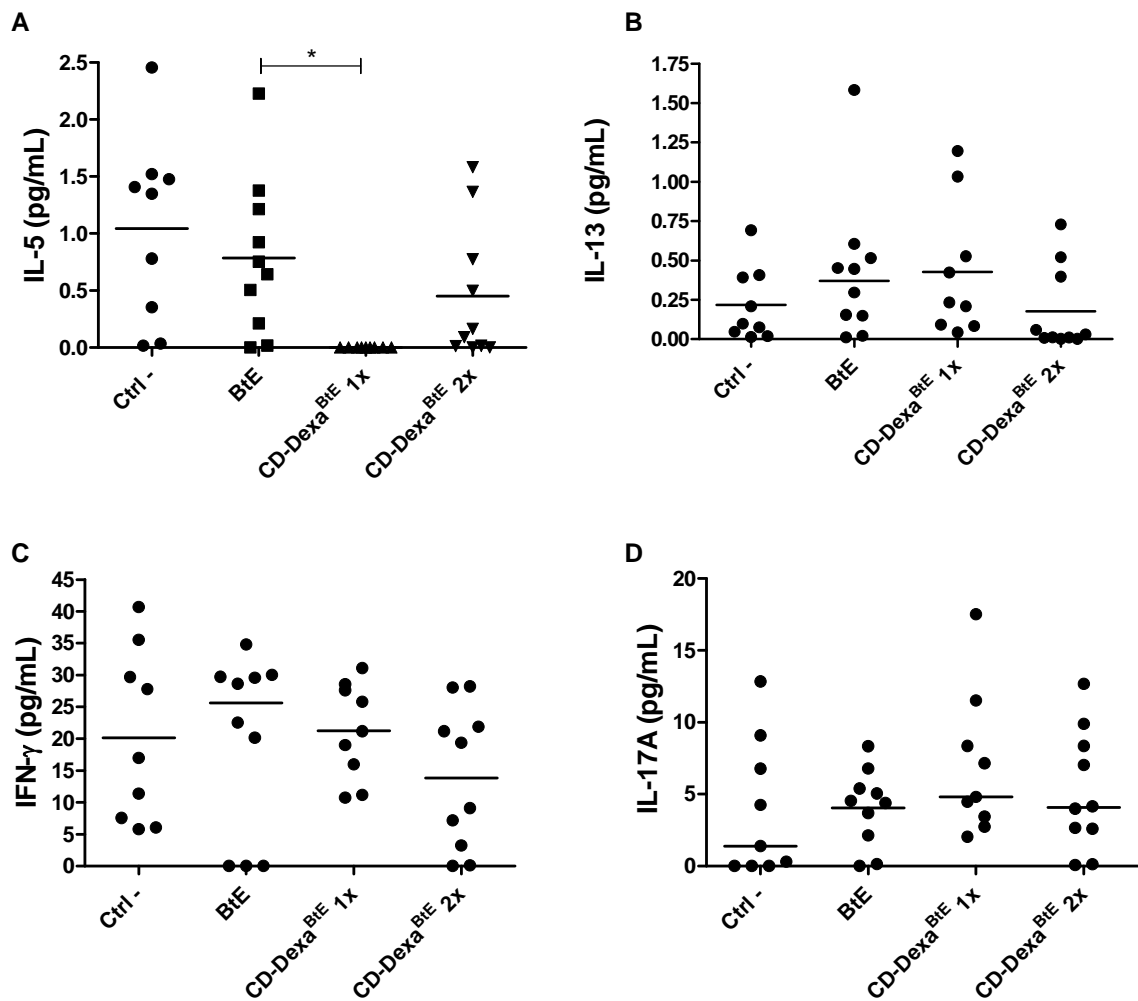 A
*
IL-5 (pg/mL)
2.5
2.0
1.5
1.0
0.5
0.0
Ctrl -
BtE
CD-Dexa^BtE 1x
CD-Dexa^BtE 2x
B
IL-13 (pg/mL)
1.75
1.50
1.25
1.00
0.75
0.50
0.25
0.00
Ctrl -
BtE
CD-Dexa^BtE 1x
CD-Dexa^BtE 2x
C
IFN-γ (pg/mL)
45
40
35
30
25
20
15
10
5
0
Ctrl -
BtE
CD-Dexa^BtE 1x
CD-Dexa^BtE 2x
D
IL-17A (pg/mL)
20
15
10
5
0
Ctrl -
BtE
CD-Dexa^BtE 1x
CD-Dexa^BtE 2x